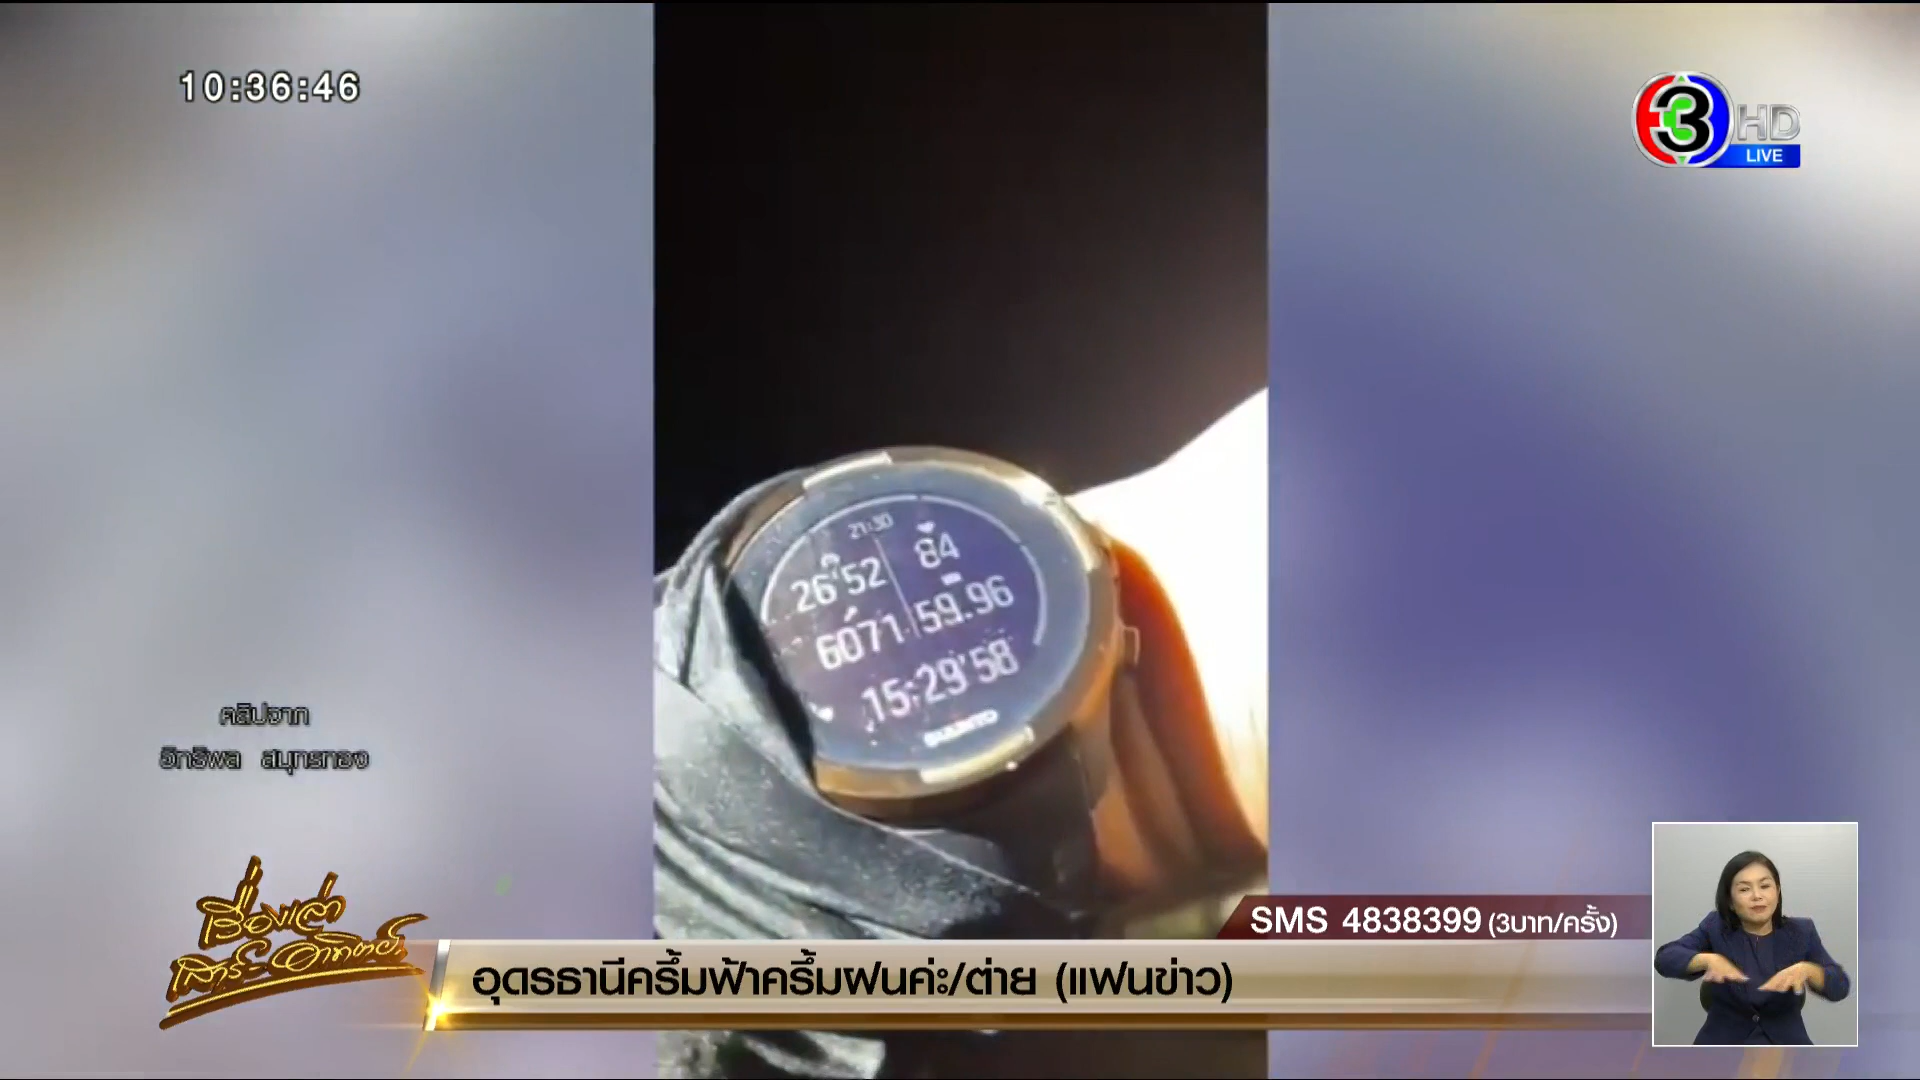 10:36:46
3 HD
LIVE
21:30
84
26'52
59.96
6071
15:29'58
SUUNTO
คลิปจาก
อิทธิพล สมุทรทอง
เรื่องเล่า
เสาร์-อาทิตย์
SMS 4838399 (3บาท/ครั้ง)
อุดรธานีครึ้มฟ้าครึ้มฝนค่ะ/ต่าย (แฟนข่าว)